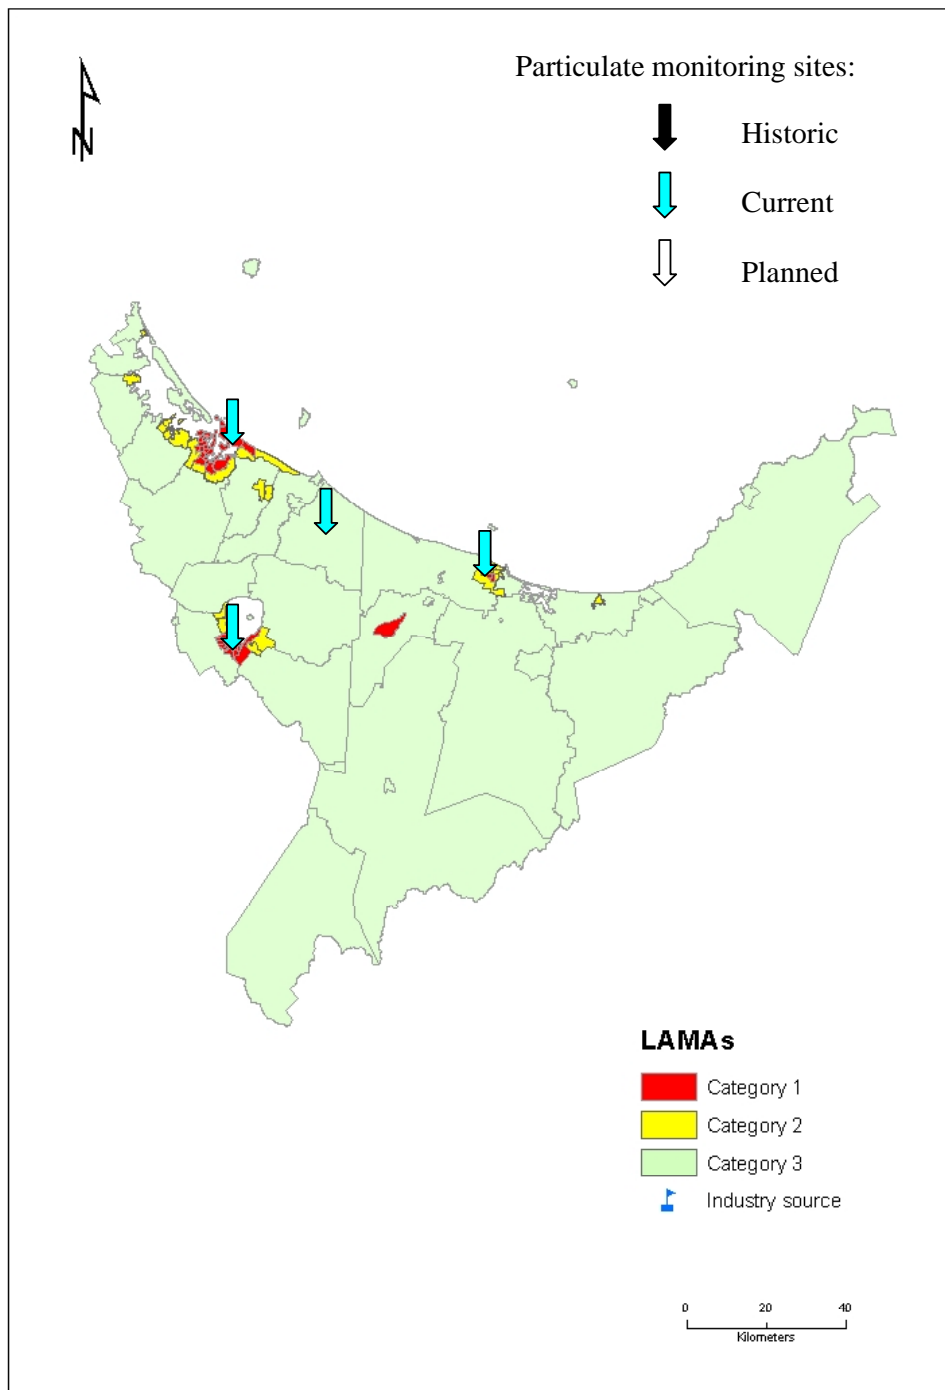 N
Particulate monitoring sites:
Historic
Current
Planned
LAMAs
Category 1
Category 2
Category 3
Industry source
0 20 40
Kilometers